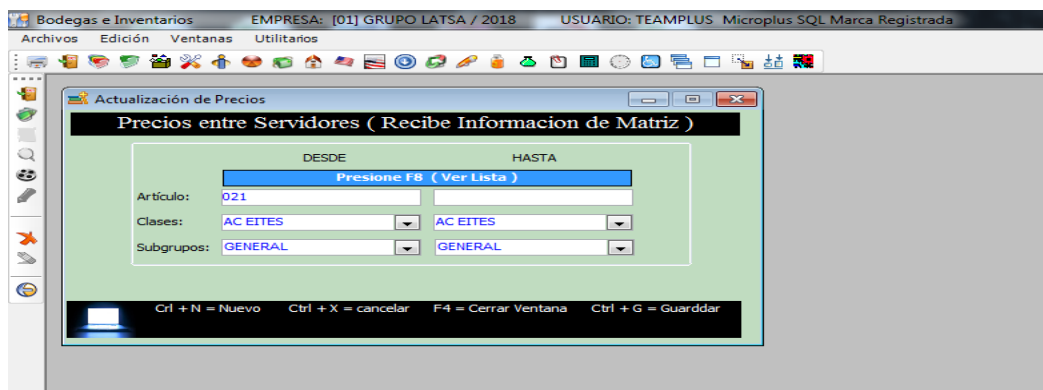 Bodegas e Inventarios EMPRESA: [01] GRUPO LATSA / 2018 USUARIO: TEAMPLUS Microplus SQL Marca Registrada
Archivos Edición Ventanas Utilitarios
Actualización de Precios
Precios entre Servidores ( Recibe Informacion de Matriz )
DESDE HASTA
Presione F8 ( Ver Lista )
Artículo: 021
Clases: AC EITES AC EITES
Subgrupos: GENERAL GENERAL
Crl + N = Nuevo Ctrl + X = cancelar F4 = Cerrar Ventana Ctrl + G = Guarddar